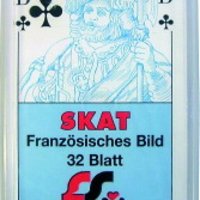 B B
SKAT
Französisches Bild
32 Blatt